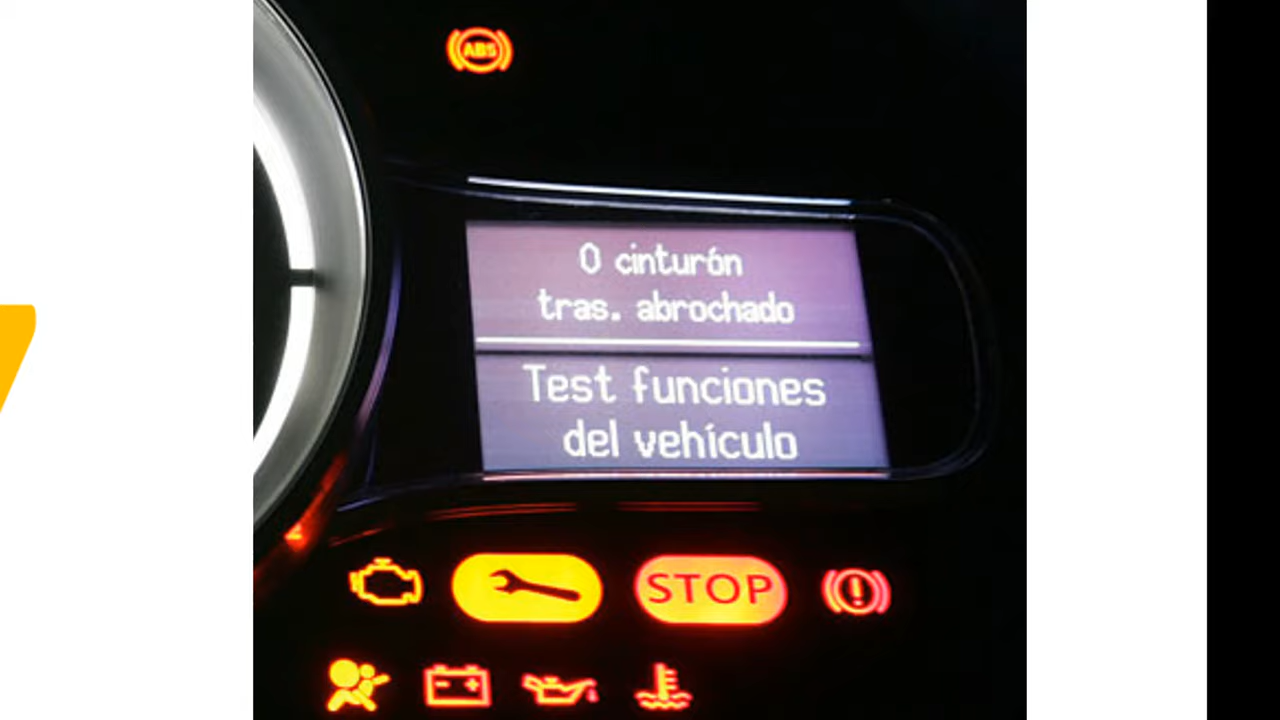 ABS
0 cinturón
tras. abrochado
Test funciones
del vehículo
STOP